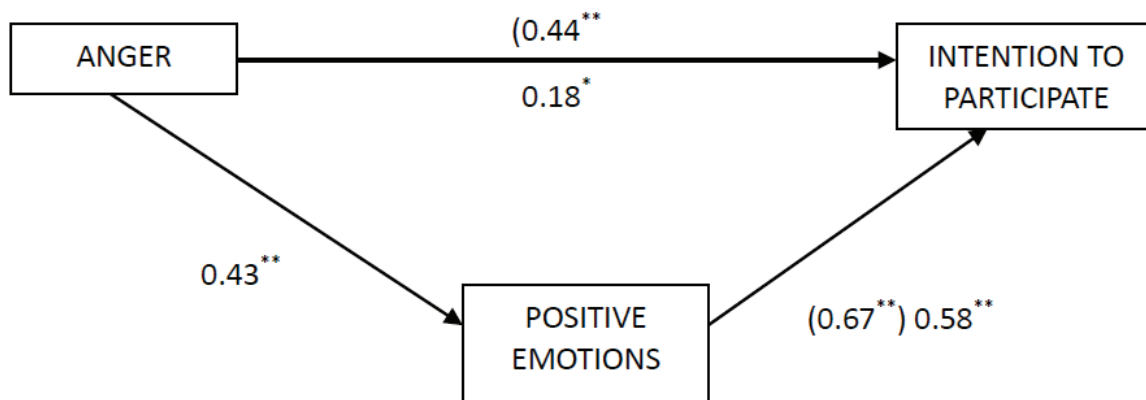 (0.44**
ANGER
INTENTION TO
PARTICIPATE
0.18*
0.43**
POSITIVE
EMOTIONS
(0.67**) 0.58**